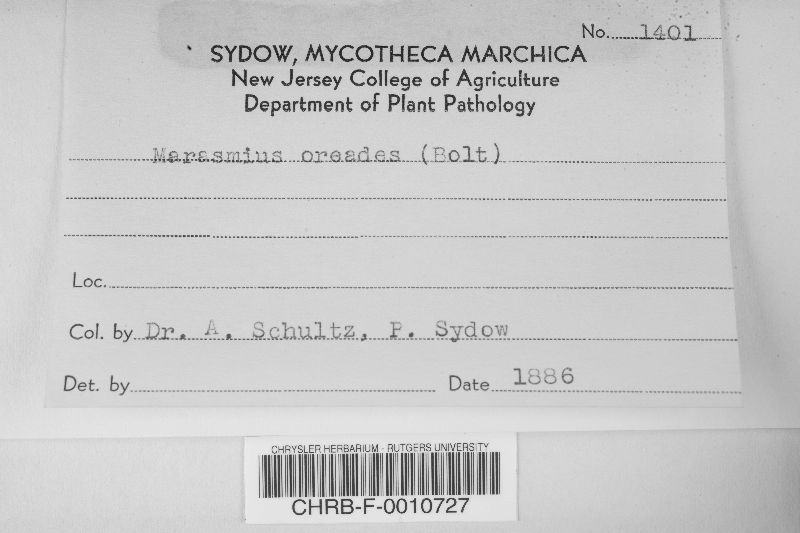 No. 1401
SYDOW, MYCOTHECA MARCHICA
New Jersey College of Agriculture
Department of Plant Pathology
Marasmius oreades (Bolt)
Loc.
Col. by Dr. A. Schultz, P. Sydow
Det. by Date 1886
CHRYSLER HERBARIUM - RUTGERS UNIVERSITY
CHRB-F-0010727